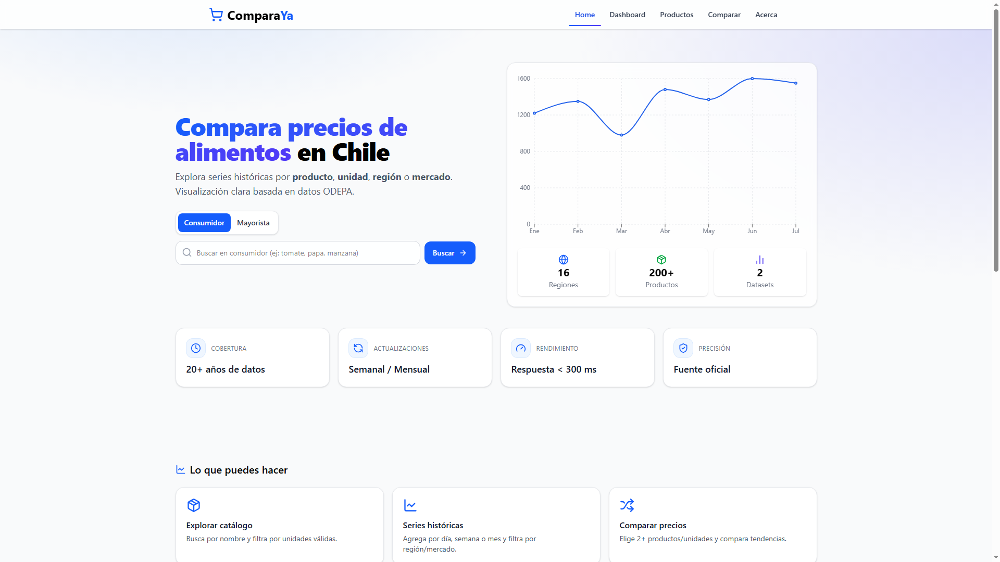 ComparaYa
Home Dashboard Productos Comparar Acerca
Compara precios de
alimentos en Chile
Explora series históricas por producto, unidad, región o mercado.
Visualización clara basada en datos ODEPA.
Consumidor Mayorista
Buscar en consumidor (ej: tomate, papa, manzana)
Buscar
1600
1200
800
400
0
Ene Feb Mar Abr May Jun Jul
16
Regiones
200+
Productos
2
Datasets
COBERTURA
20+ años de datos
ACTUALIZACIONES
Semanal / Mensual
RENDIMIENTO
Respuesta < 300 ms
PRECISIÓN
Fuente oficial
Lo que puedes hacer
Explorar catálogo
Busca por nombre y filtra por unidades válidas.
Series históricas
Agrega por día, semana o mes y filtra por
región/mercado.
Comparar precios
Elige 2+ productos/unidades y compara tendencias.